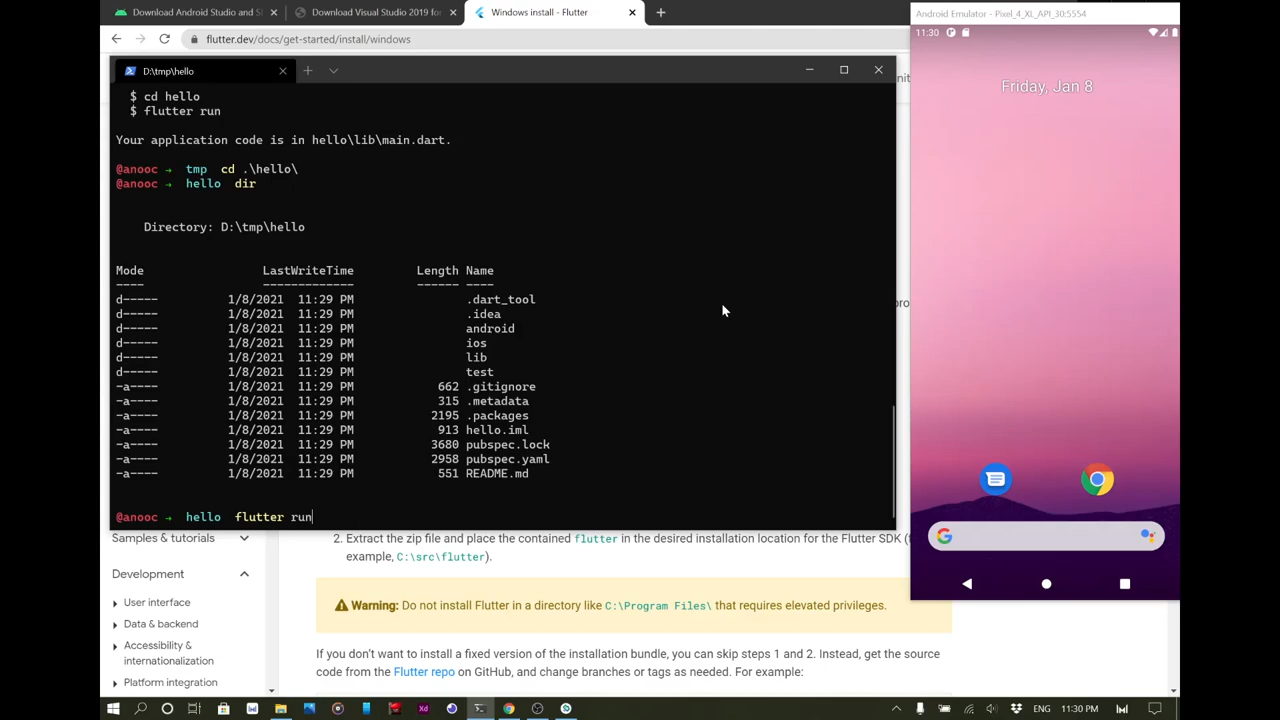 Download Android Studio and S
Download Visual Studio 2019 for
Windows install - Flutter
flutter.dev/docs/get-started/install/windows
Android Emulator - Pixel_4_XL_API_30:5554
11:30
Friday, Jan 8
D:\tmp\hello
$ cd hello
$ flutter run
Your application code is in hello\lib\main.dart.
@anooc → tmp cd .\hello\
@anooc → hello dir
Directory: D:\tmp\hello
Mode LastWriteTime Length Name
---- ------------- ------ ----
d----- 1/8/2021 11:29 PM .dart_tool
d----- 1/8/2021 11:29 PM .idea
d----- 1/8/2021 11:29 PM android
d----- 1/8/2021 11:29 PM ios
d----- 1/8/2021 11:29 PM lib
d----- 1/8/2021 11:29 PM test
-a---- 1/8/2021 11:29 PM 662 .gitignore
-a---- 1/8/2021 11:29 PM 315 .metadata
-a---- 1/8/2021 11:29 PM 2195 .packages
-a---- 1/8/2021 11:29 PM 913 hello.iml
-a---- 1/8/2021 11:29 PM 3680 pubspec.lock
-a---- 1/8/2021 11:29 PM 2958 pubspec.yaml
-a---- 1/8/2021 11:29 PM 551 README.md
@anooc → hello flutter run
Samples & tutorials
Development
User interface
Data & backend
Accessibility &
internationalization
Platform integration
2. Extract the zip file and place the contained flutter in the desired installation location for the Flutter SDK (
example, C:\src\flutter).
Warning: Do not install Flutter in a directory like C:\Program Files\ that requires elevated privileges.
If you don't want to install a fixed version of the installation bundle, you can skip steps 1 and 2. Instead, get the source
code from the Flutter repo on GitHub, and change branches or tags as needed. For example:
Xd
ENG 11:30 PM